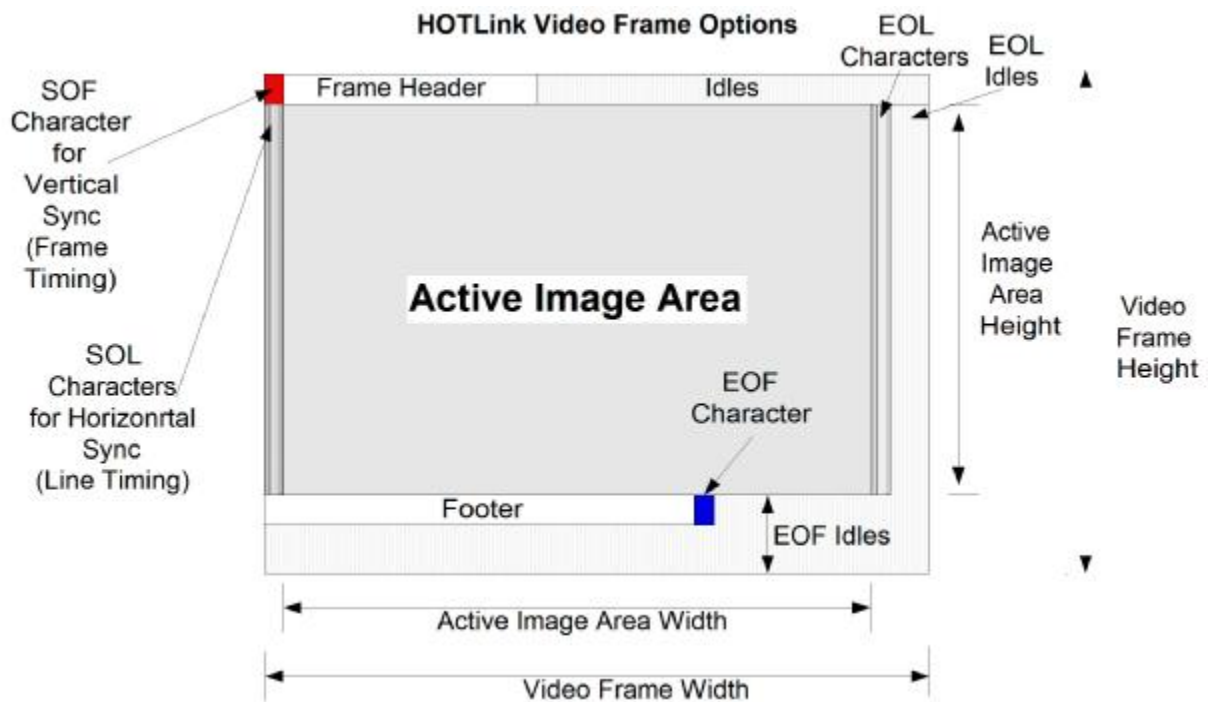 HOTLink Video Frame Options
EOL
Characters
EOL
Idles
SOF
Character
for
Vertical
Sync
(Frame
Timing)
Frame Header
Idles
Active Image Area
Active
Image
Area
Height
Video
Frame
Height
SOL
Characters
for Horizonrtal
Sync
(Line Timing)
EOF
Character
Footer
EOF Idles
Active Image Area Width
Video Frame Width